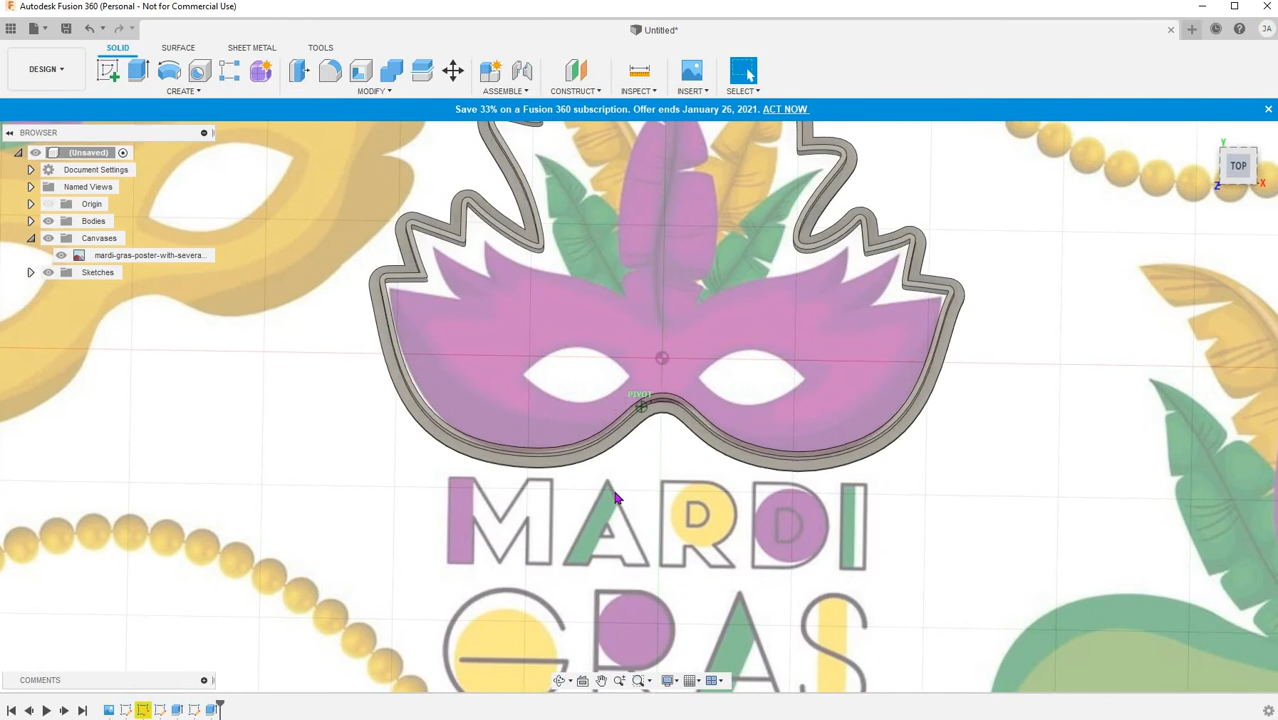 Autodesk Fusion 360 (Personal - Not for Commercial Use)
Untitled*
JA
DESIGN
SOLID
SURFACE
SHEET METAL
TOOLS
CREATE
MODIFY
ASSEMBLE
CONSTRUCT
INSPECT
INSERT
SELECT
Save 33% on a Fusion 360 subscription. Offer ends January 26, 2021. ACT NOW
BROWSER
(Unsaved)
Document Settings
Named Views
Origin
Bodies
Canvases
mardi-gras-poster-with-severa...
Sketches
Y
TOP
Z
X
PIVOT
MARDI
GRAS
COMMENTS